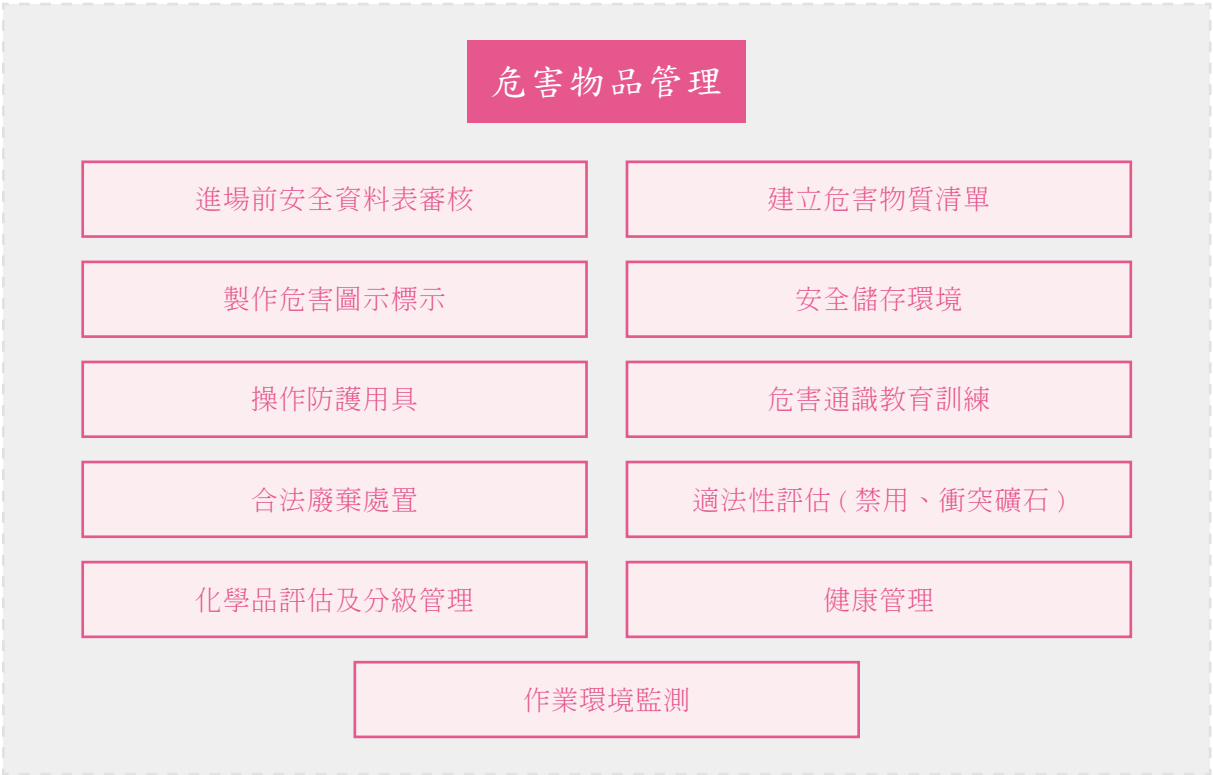 危害物品管理
進場前安全資料表審核
建立危害物質清單
製作危害圖示標示
安全儲存環境
操作防護用具
危害通識教育訓練
合法廢棄處置
適法性評估 ( 禁用、衝突礦石 )
化學品評估及分級管理
健康管理
作業環境監測